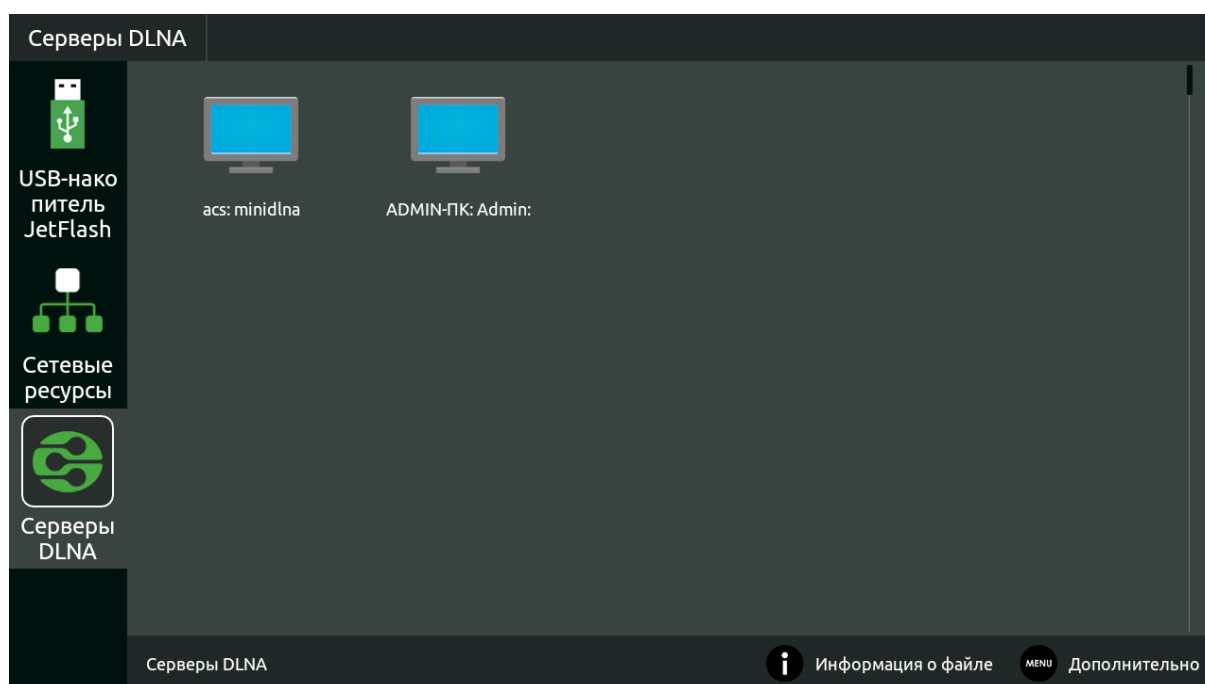 Серверы DLNA
USB-нако
питель
JetFlash
acs: minidlna
ADMIN-ПК: Admin:
Сетевые
ресурсы
Серверы
DLNA
Серверы DLNA
i Информация о файле
MENU Дополнительно